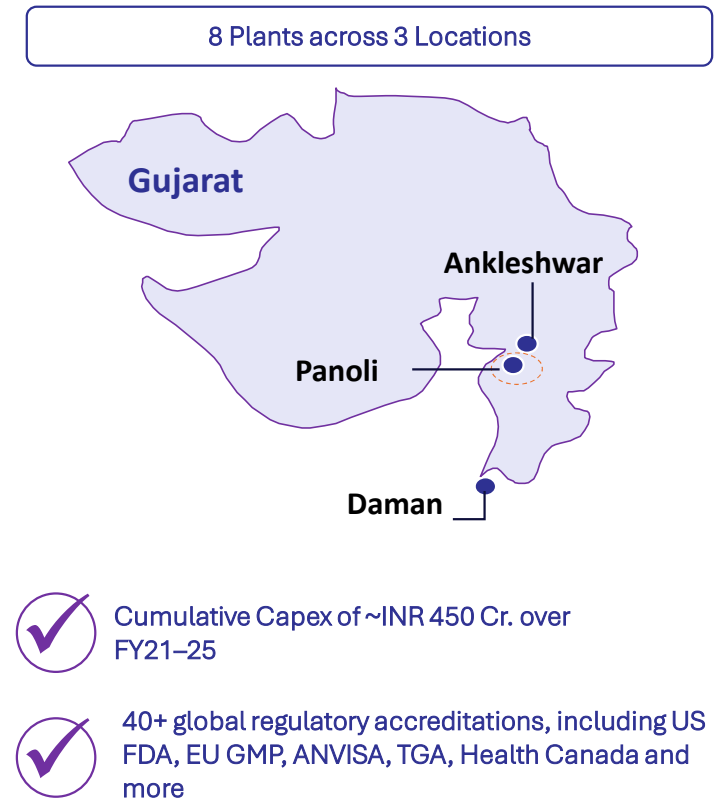 8 Plants across 3 Locations
Gujarat
Ankleshwar
Panoli
Daman
Cumulative Capex of ~INR 450 Cr. over
FY21–25
40+ global regulatory accreditations, including US
FDA, EU GMP, ANVISA, TGA, Health Canada and
more